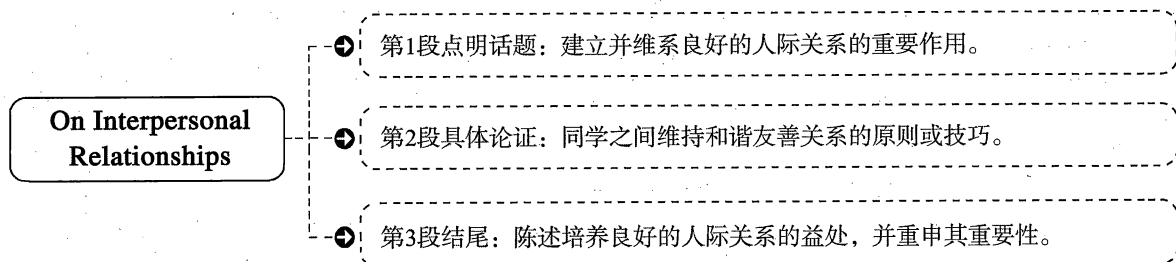 On Interpersonal
Relationships
第1段点明话题：建立并维系良好的人际关系的重要作用。
第2段具体论证：同学之间维持和谐友善关系的原则或技巧。
第3段结尾：陈述培养良好的人际关系的益处，并重申其重要性。